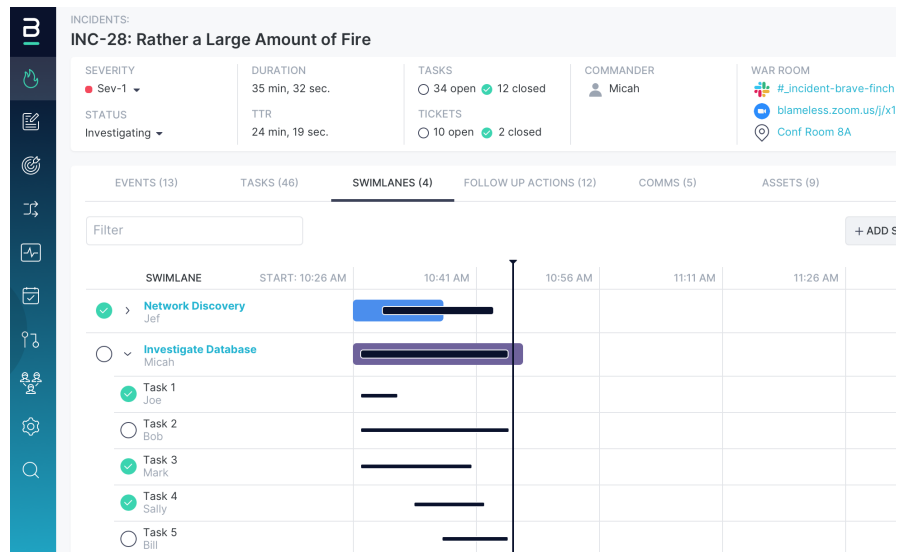 INCIDENTS:
INC-28: Rather a Large Amount of Fire
SEVERITY
Sev-1
STATUS
Investigating
DURATION
35 min, 32 sec.
TTR
24 min, 19 sec.
TASKS
34 open 12 closed
TICKETS
10 open 2 closed
COMMANDER
Micah
WAR ROOM
#_incident-brave-finch
blameless.zoom.us/j/x1
Conf Room 8A
EVENTS (13) TASKS (46) SWIMLANES (4) FOLLOW UP ACTIONS (12) COMMS (5) ASSETS (9)
Filter
+ ADD S
SWIMLANE START: 10:26 AM 10:41 AM 10:56 AM 11:11 AM 11:26 AM
Network Discovery
Jef
Investigate Database
Micah
Task 1
Joe
Task 2
Bob
Task 3
Mark
Task 4
Sally
Task 5
Bill